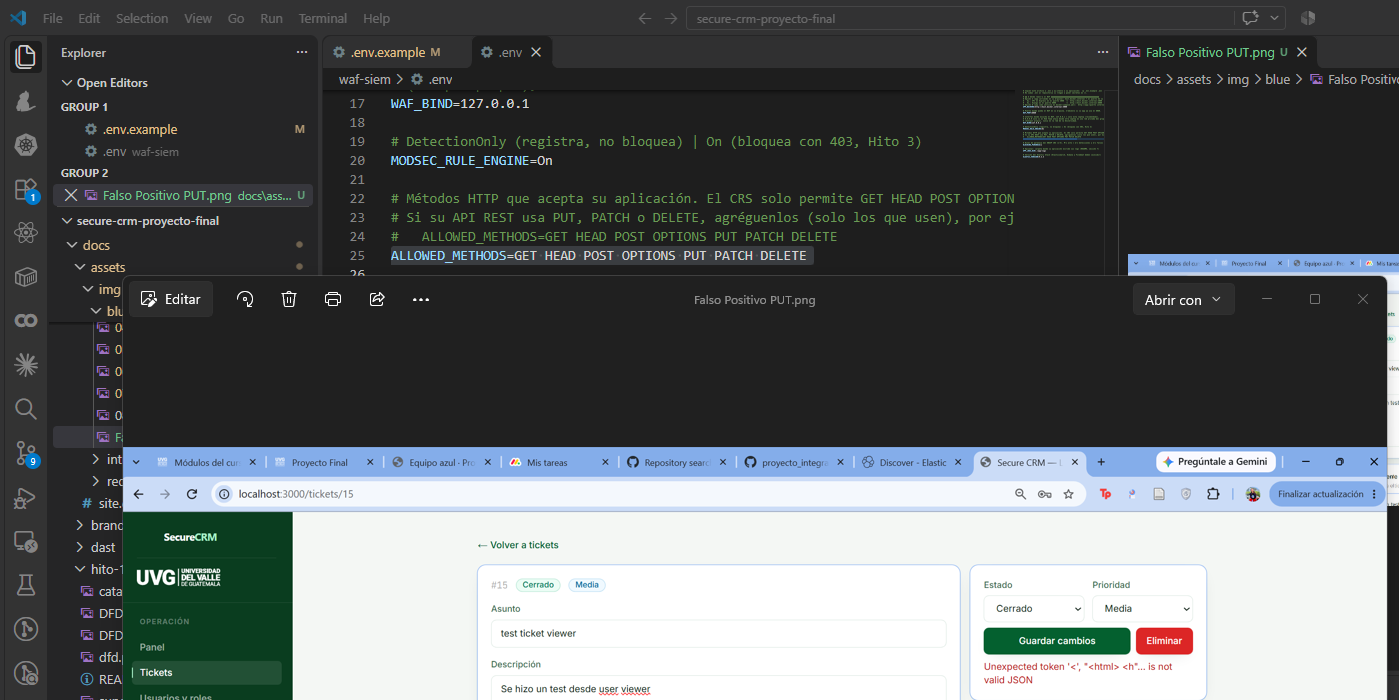 File Edit Selection View Go Run Terminal Help
secure-crm-proyecto-final
Explorer
Open Editors
GROUP 1
.env.example M
.env waf-siem
GROUP 2
Falso Positivo PUT.png docs\ass... U
secure-crm-proyecto-final
docs
assets
img
# site.
brand
dast
hito-1
cata
DFD
DFD
dfd.
REA
1
9
.env.example M
.env
waf-siem > .env
17 WAF_BIND=127.0.0.1
18
19 # DetectionOnly (registra, no bloquea) | On (bloquea con 403, Hito 3)
20 MODSEC_RULE_ENGINE=On
21
22 # Métodos HTTP que acepta su aplicación. El CRS solo permite GET HEAD POST OPTION
23 # Si su API REST usa PUT, PATCH o DELETE, agréguenlos (solo los que usen), por ej
24 #   ALLOWED_METHODS=GET HEAD POST OPTIONS PUT PATCH DELETE
25 ALLOWED_METHODS=GET HEAD POST OPTIONS PUT PATCH DELETE
26
Falso Positivo PUT.png U
docs > assets > img > blue > Falso Positivo
Editar
Falso Positivo PUT.png
Abrir con
Módulos del cur
Proyecto Final
Equipo azul · Pro
Mis tareas
Repository searc
proyecto_integra
Discover - Elastic
Secure CRM —
Pregúntale a Gemini
localhost:3000/tickets/15
Finalizar actualización
SecureCRM
UVG UNIVERSIDAD
DEL VALLE
DE GUATEMALA
OPERACIÓN
Panel
Tickets
Usuarios y roles
← Volver a tickets
#15 Cerrado Media
Asunto
test ticket viewer
Descripción
Se hizo un test desde user viewer
Estado Prioridad
Cerrado Media
Guardar cambios Eliminar
Unexpected token '<', "<html> <h"... is not
valid JSON